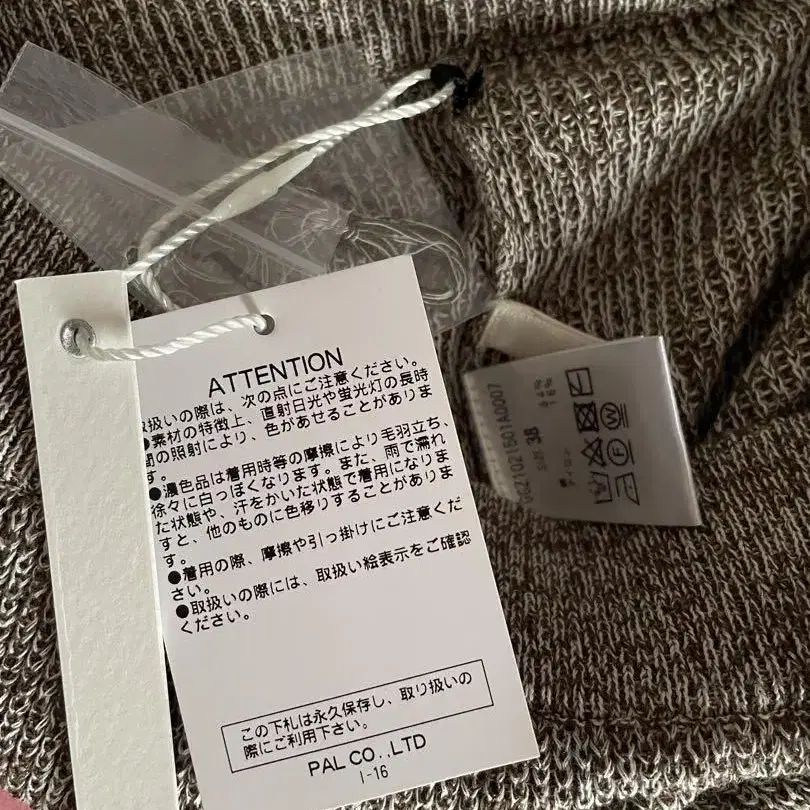 ATTENTION
取扱いの際は、次の点にご注意ください。
●素材の特徴上、直射日光や蛍光灯の長時
間の照射により、色があせることがありま
す。
●濃色品は着用時等の摩擦により毛羽立ち、
徐々に白っぽくなります。また、雨で濡れ
た状態や、汗をかいた状態で着用になりま
すと、他のものに色移りすることがありま
す。
●着用の際、摩擦や引っ掛けにご注意くだ
さい。
●取扱いの際には、取扱い絵表示をご確認
ください。
この下札は永久保存し、取り扱いの
際にご利用下さい。
PAL CO.,LTD
I-16
SIZE 38